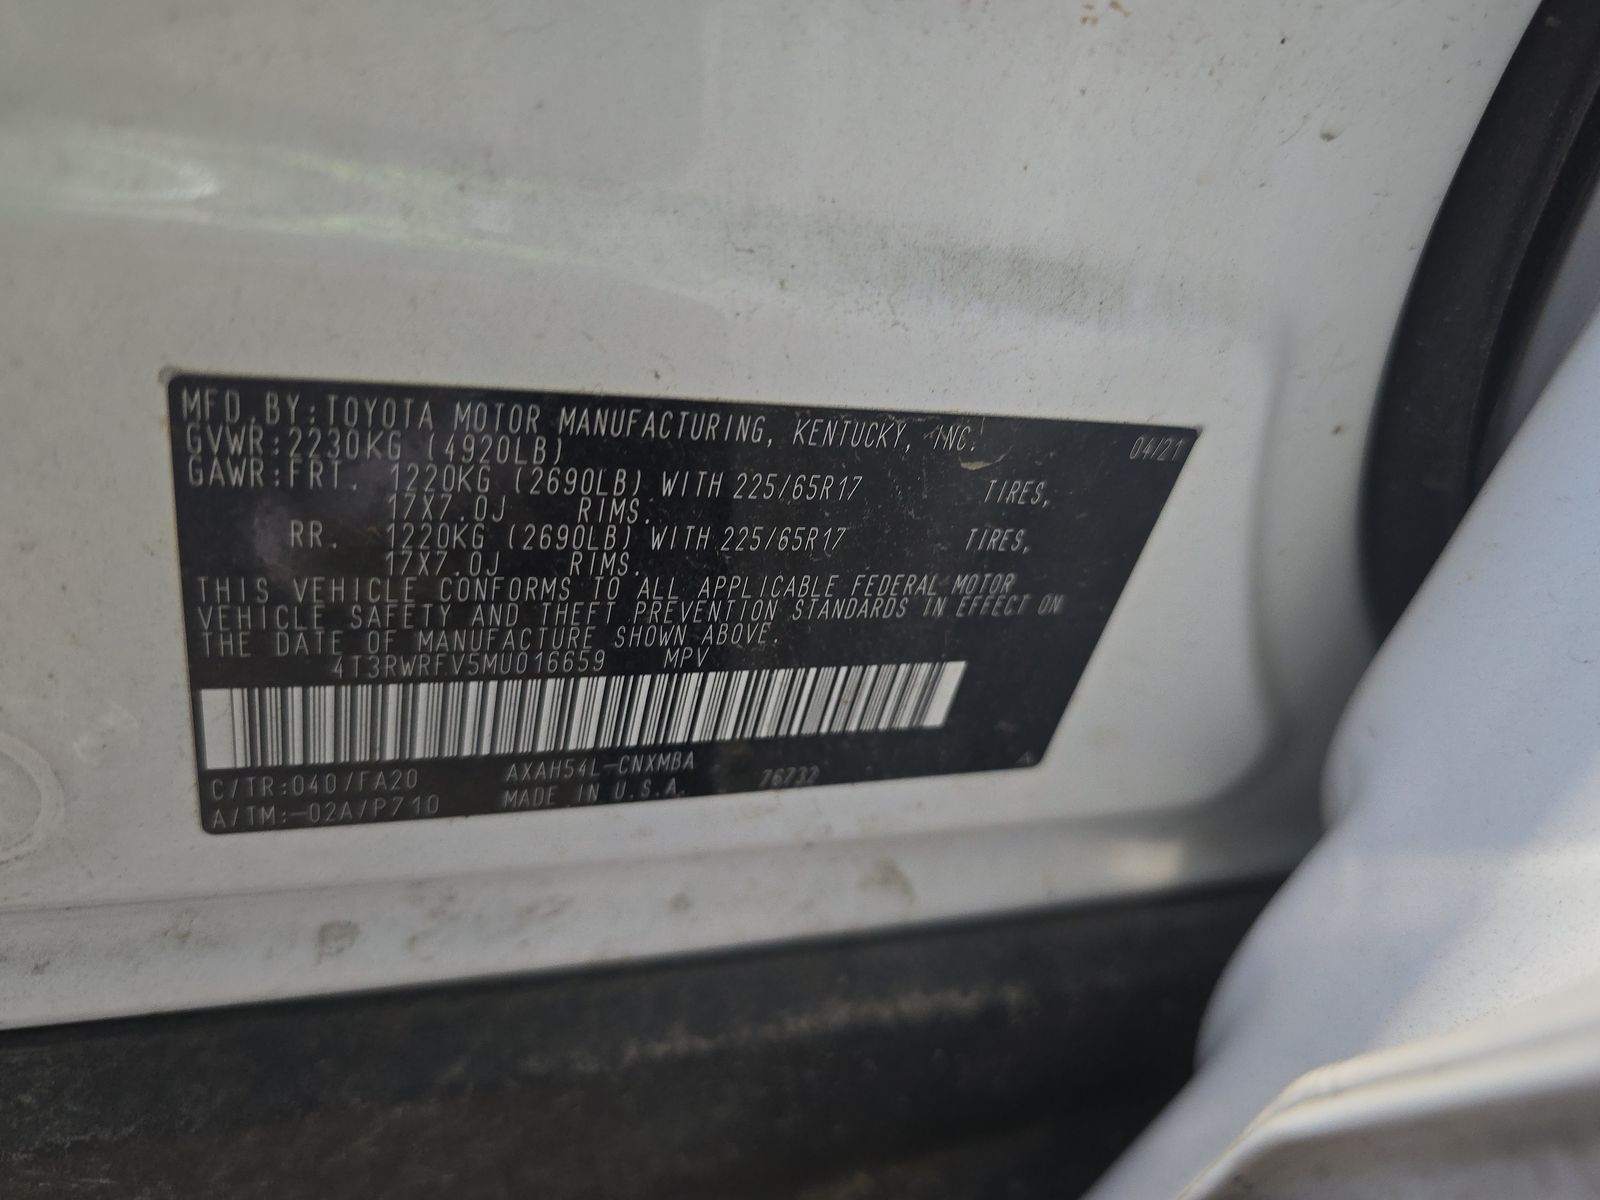 MFD. BY: TOYOTA MOTOR MANUFACTURING, KENTUCKY, INC. 04/21
GVWR: 2230KG (4920LB)
GAWR: FRT. 1220KG (2690LB) WITH 225/65R17 TIRES,
17X7.0J RIMS.
RR. 1220KG (2690LB) WITH 225/65R17 TIRES,
17X7.0J RIMS.
THIS VEHICLE CONFORMS TO ALL APPLICABLE FEDERAL MOTOR
VEHICLE SAFETY AND THEFT PREVENTION STANDARDS IN EFFECT ON
THE DATE OF MANUFACTURE SHOWN ABOVE.
4T3RWRFV5MU016659 MPV
C/TR: 040/FA20 AXAH54L-CNXMBA 76732
A/TM:-02A/P710 MADE IN U.S.A.